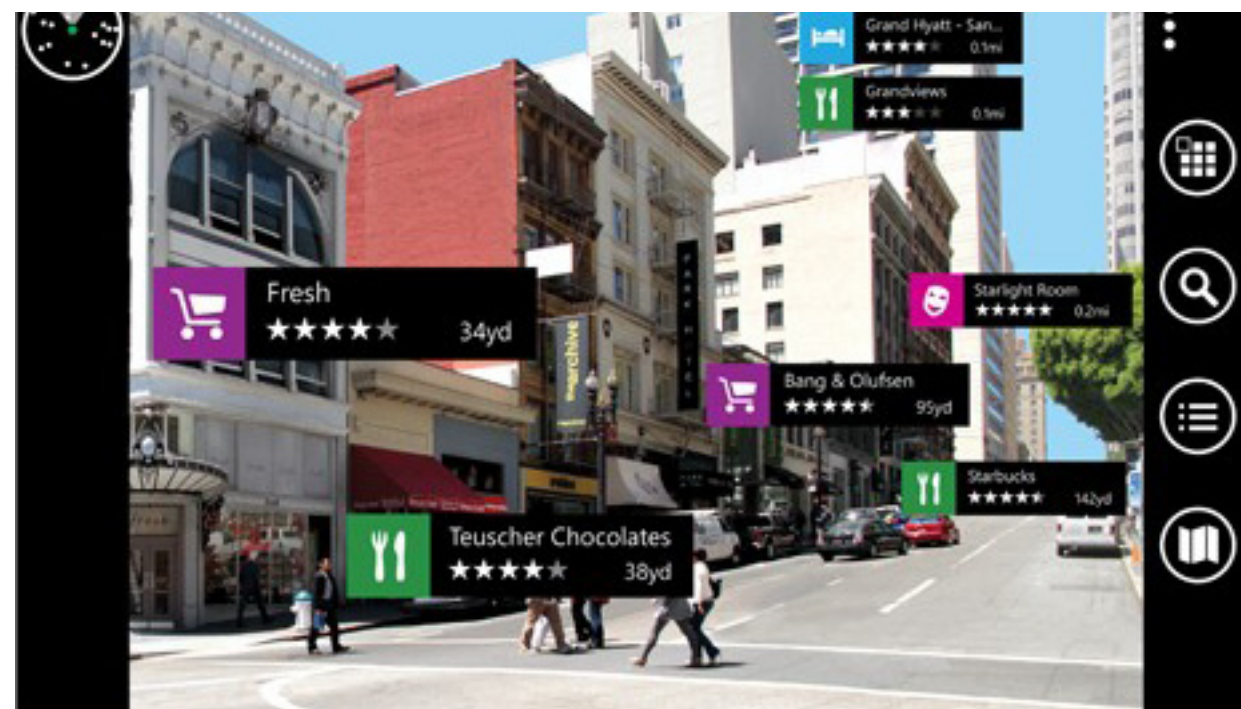 Grand Hyatt - San...
0.1mi
Grandviews
0.1mi
Fresh
34yd
Starlight Room
0.2mi
Bang & Olufsen
95yd
Starbucks
142yd
Teuscher Chocolates
38yd
archive